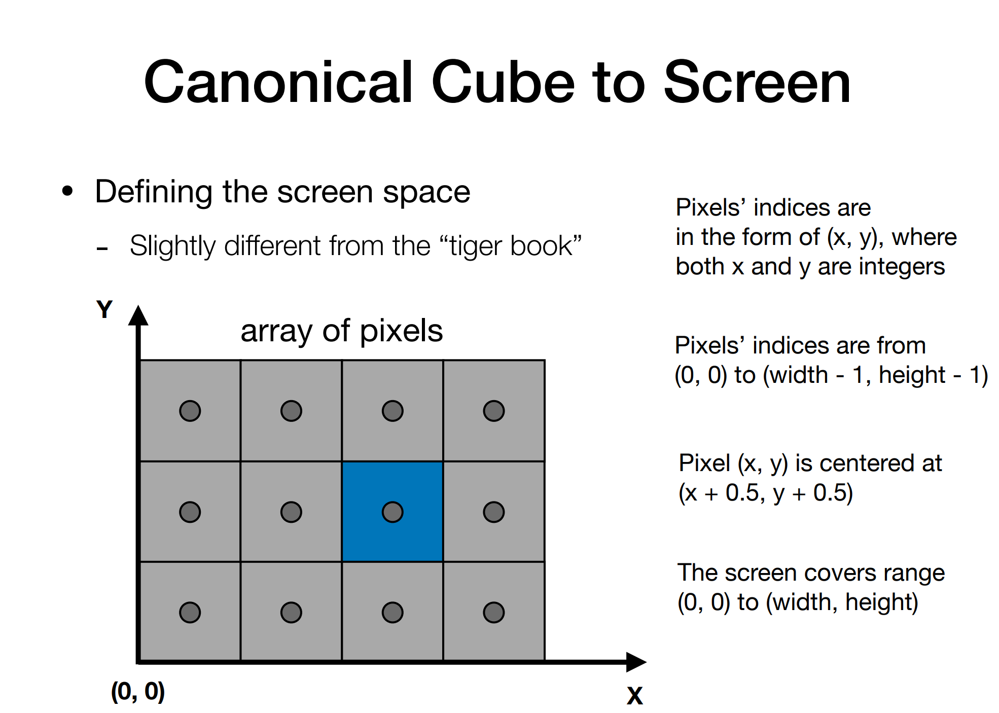 Canonical Cube to Screen
• Defining the screen space
- Slightly different from the “tiger book”
Pixels’ indices are
in the form of (x, y), where
both x and y are integers
Y
array of pixels
Pixels’ indices are from
(0, 0) to (width - 1, height - 1)
Pixel (x, y) is centered at
(x + 0.5, y + 0.5)
The screen covers range
(0, 0) to (width, height)
(0, 0)
X